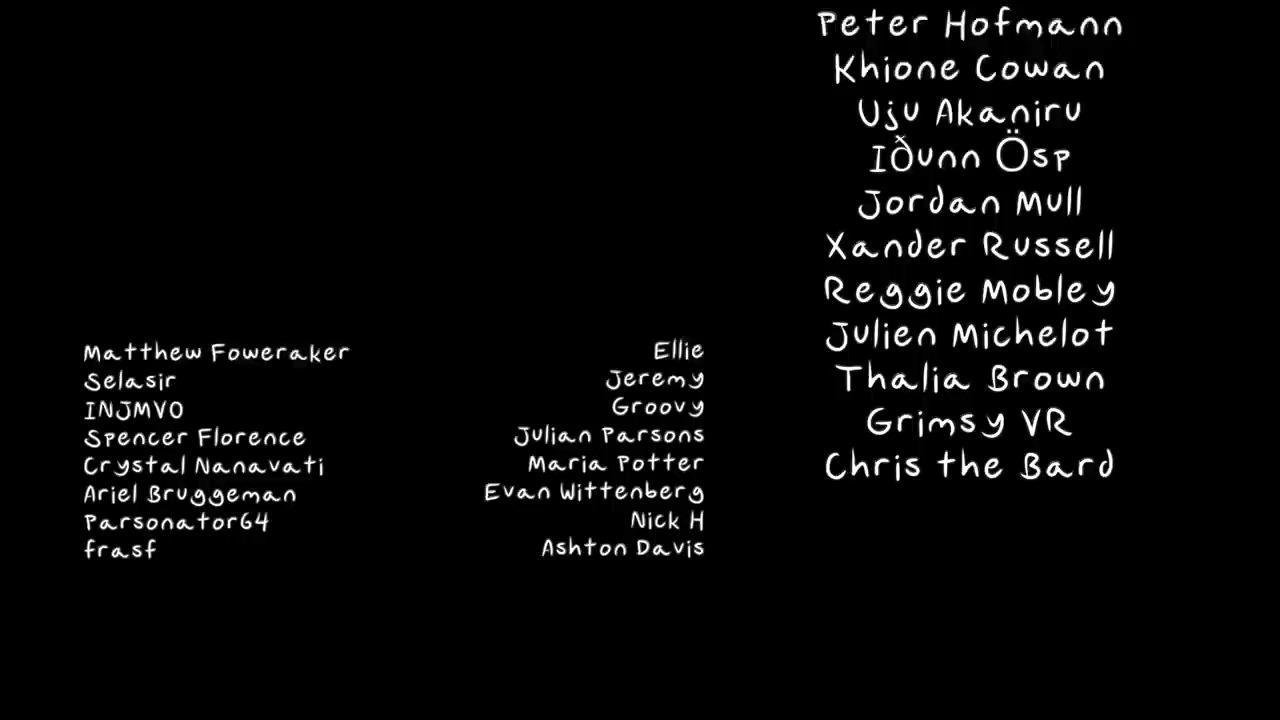 Matthew Foweraker
Selasir
INJMVO
Spencer Florence
Crystal Nanavati
Ariel Bruggeman
Parsonator64
frasf
Ellie
Jeremy
Groovy
Julian Parsons
Maria Potter
Evan Wittenberg
Nick H
Ashton Davis
Peter Hofmann
Khione Cowan
Uju Akaniru
Iðunn Ösp
Jordan Mull
Xander Russell
Reggie Mobley
Julien Michelot
Thalia Brown
Grimsy VR
Chris the Bard